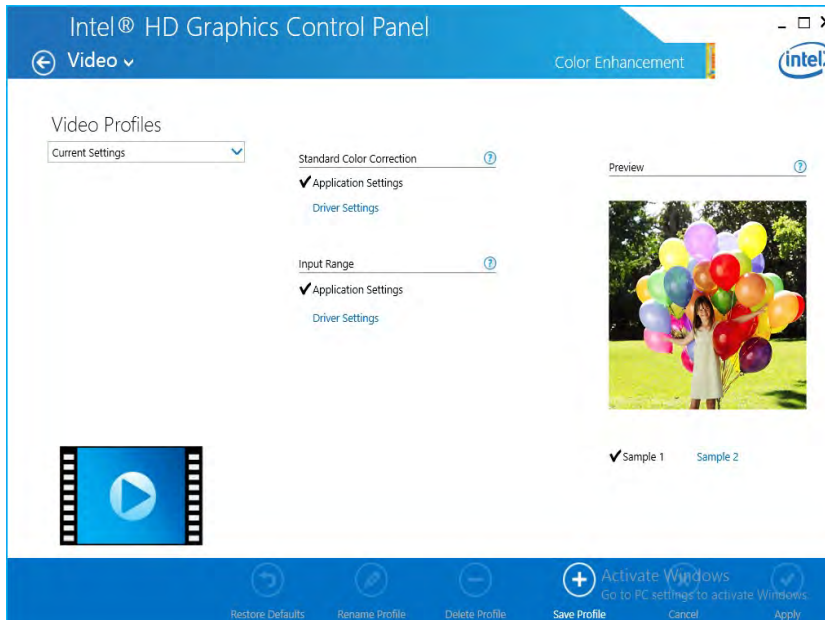 Intel® HD Graphics Control Panel
Video
Color Enhancement
intel
Video Profiles
Current Settings
Standard Color Correction
?
Application Settings
Driver Settings
Input Range
?
Application Settings
Driver Settings
Preview
?
Sample 1
Sample 2
Activate Windows
Go to PC settings to activate Windows.
Restore Defaults
Rename Profile
Delete Profile
Save Profile
Cancel
Apply